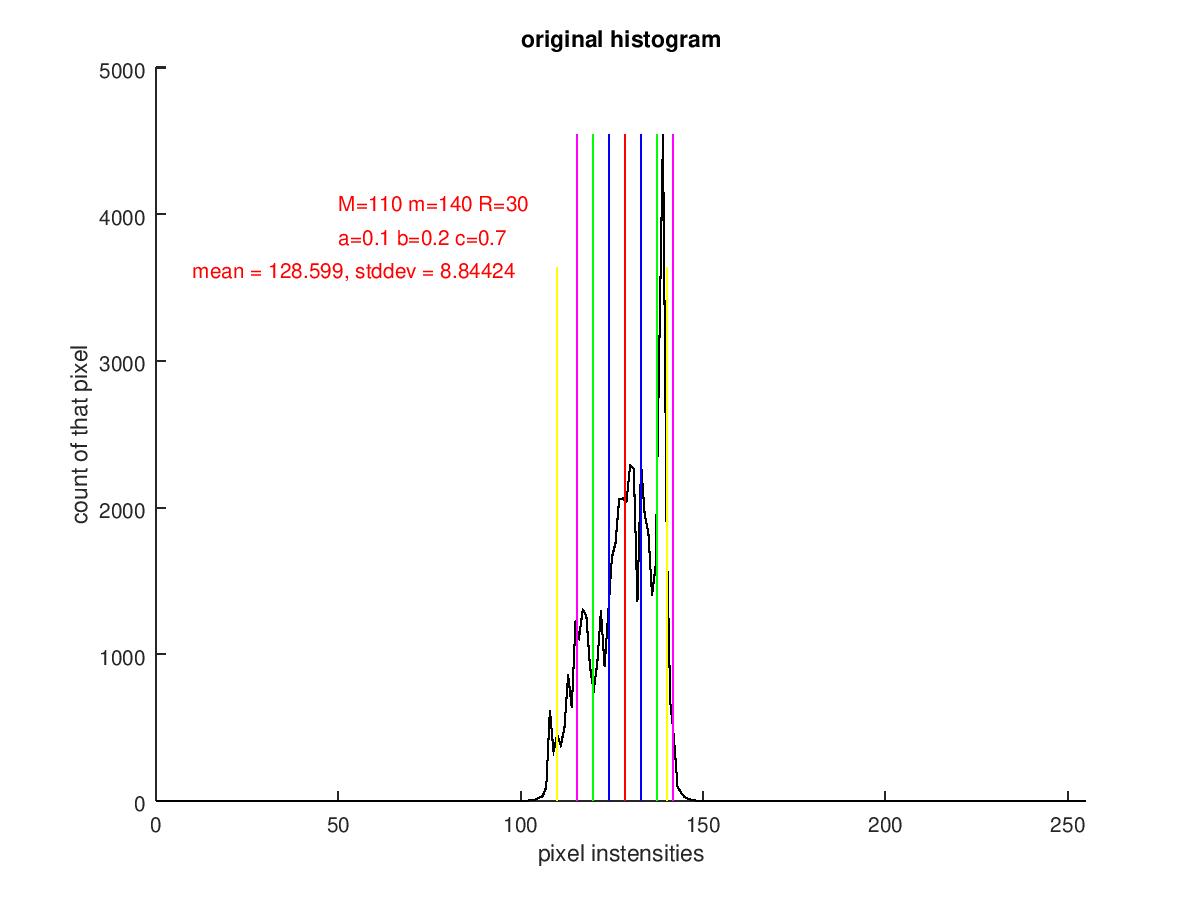 original histogram
5000
4000
3000
2000
1000
0
count of that pixel
M=110 m=140 R=30
a=0.1 b=0.2 c=0.7
mean = 128.599, stddev = 8.84424
0 50 100 150 200 250
pixel instensities